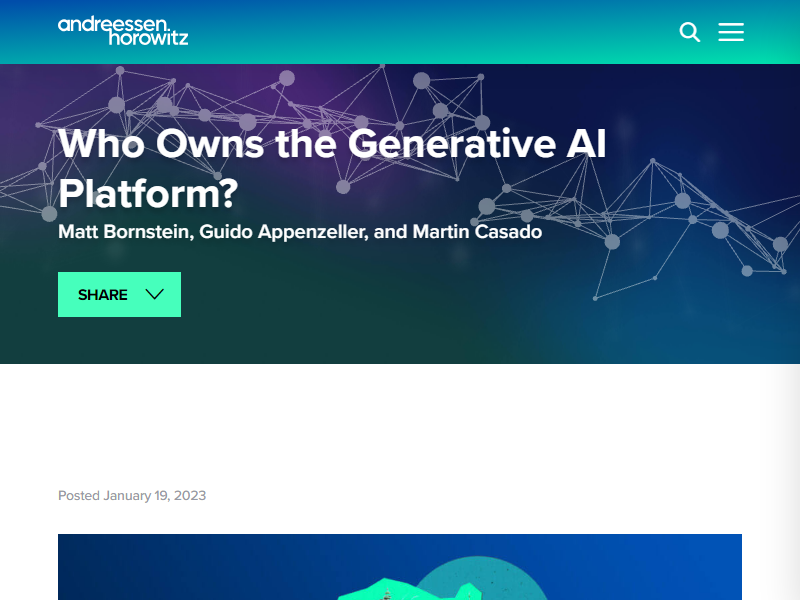 andreessen.
horowitz
Who Owns the Generative AI
Platform?
Matt Bornstein, Guido Appenzeller, and Martin Casado
SHARE
Posted January 19, 2023